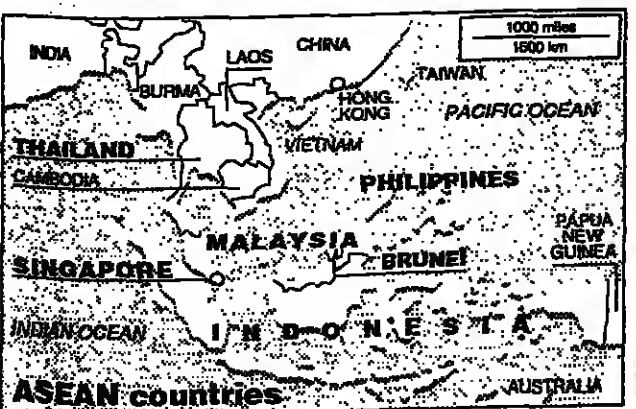 1000 miles
1600 km
INDIA
CHINA
LAOS
BURMA
TAIWAN
HONG
KONG
PACIFIC OCEAN
VIETNAM
THAILAND
CAMBODIA
PHILIPPINES
PAPUA
NEW
GUINEA
MALAYSIA
BRUNEI
SINGAPORE
INDIAN OCEAN
INDONESIA
AUSTRALIA
ASEAN countries